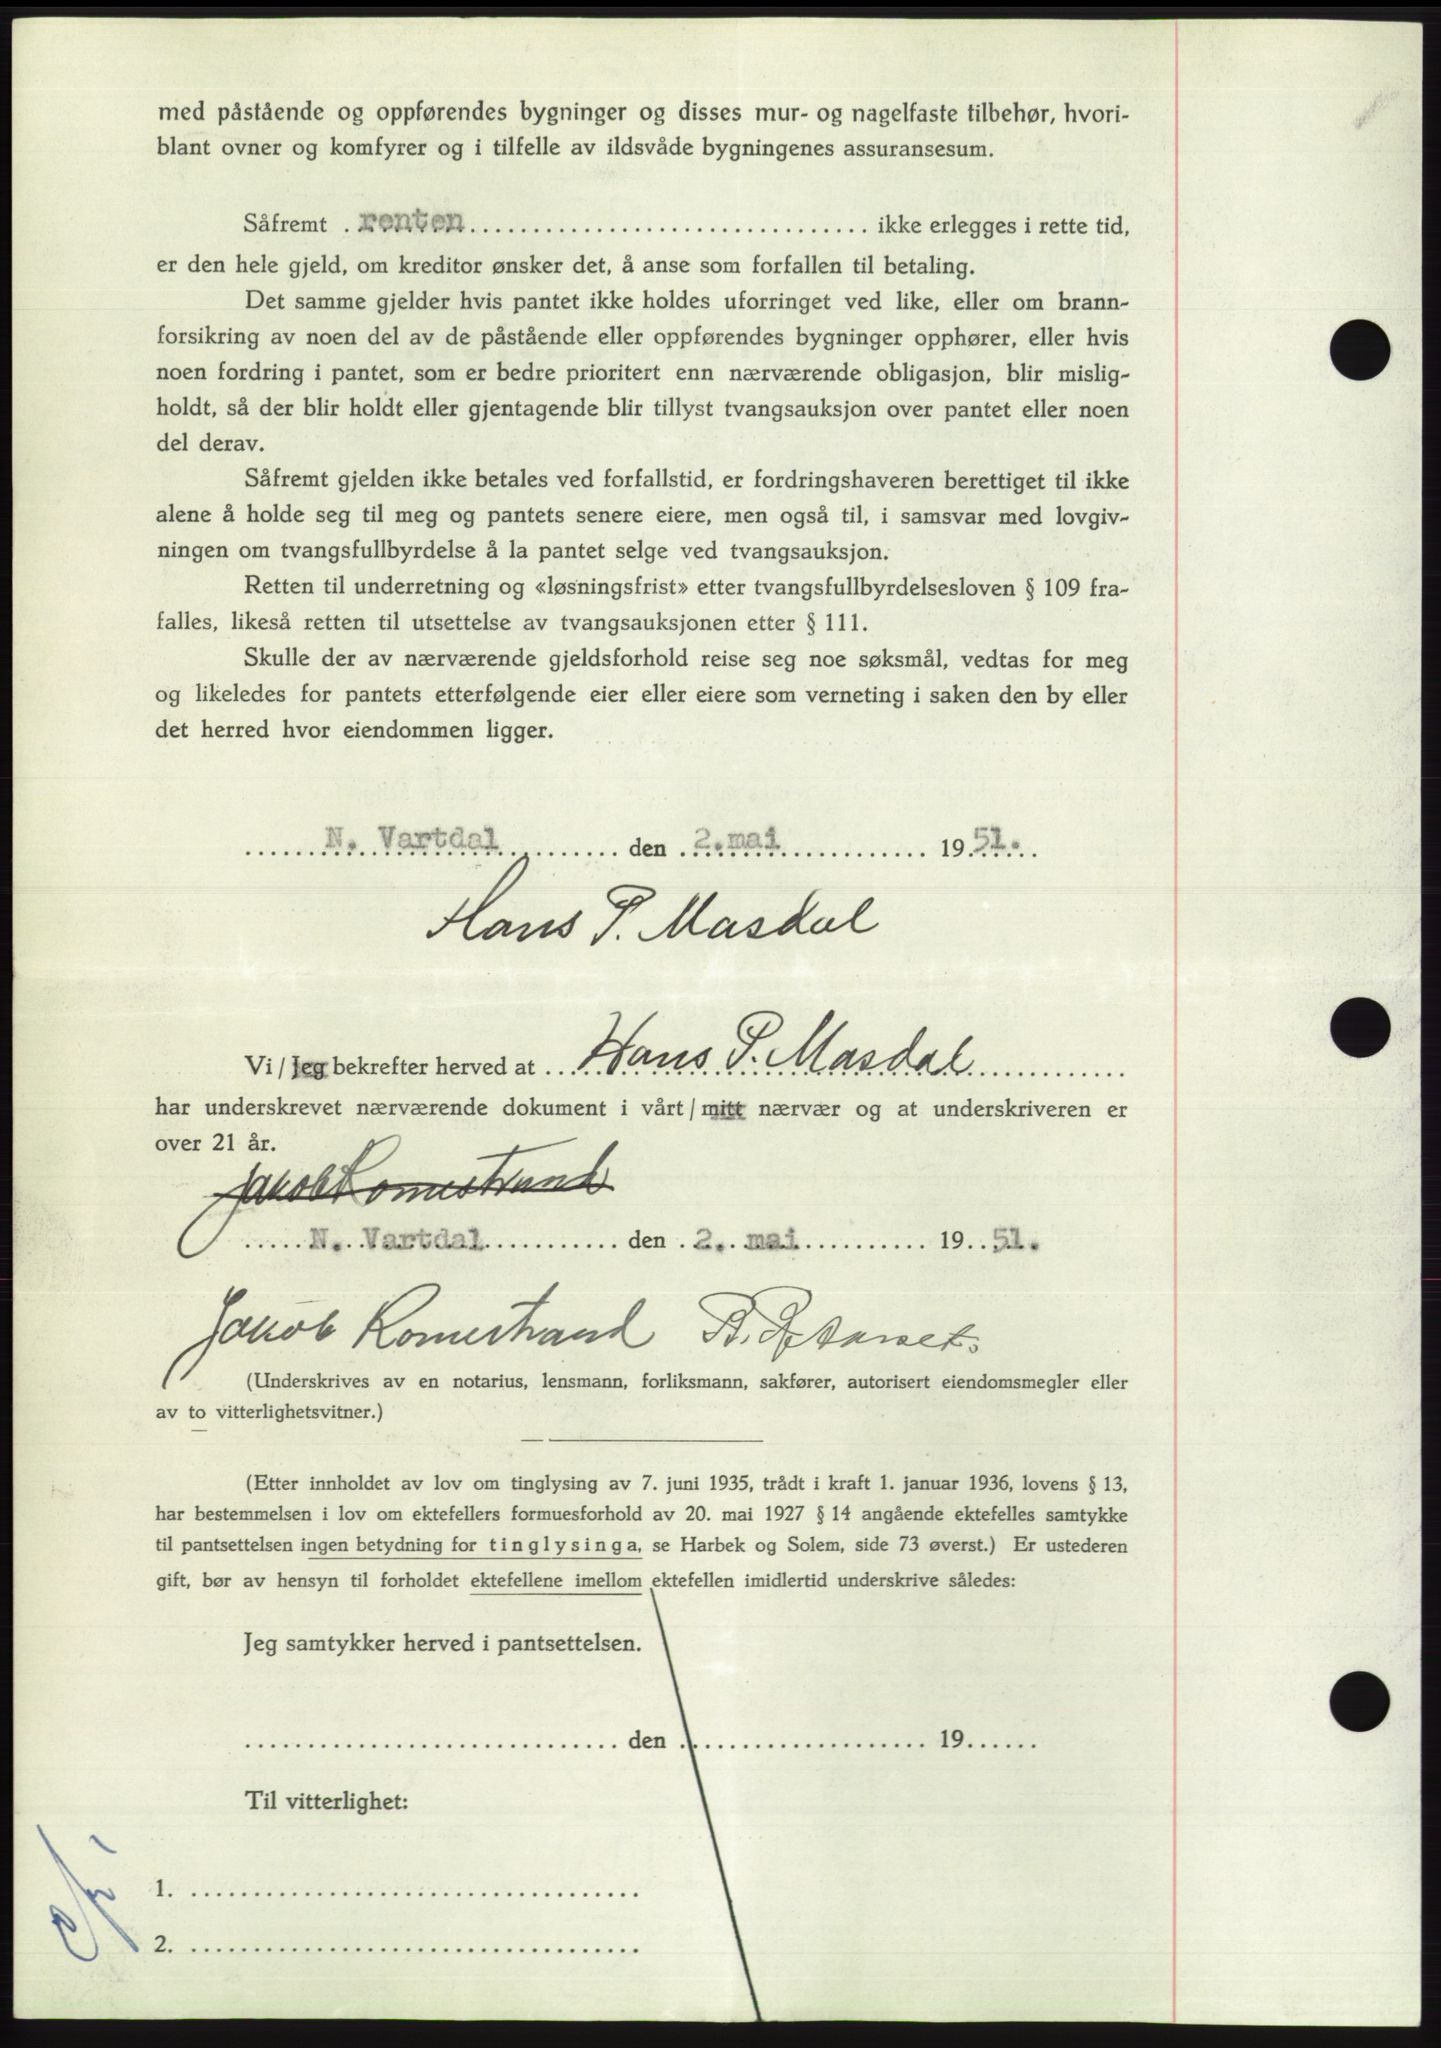 med påstående og oppførendes bygninger og disses mur- og nagelfaste tilbehør, hvori-
blant ovner og komfyrer og i tilfelle av ildsvåde bygningenes assuransesum.
Såfremt . renten ................................. ikke erlegges i rette tid,
er den hele gjeld, om kreditor ønsker det, å anse som forfallen til betaling.
Det samme gjelder hvis pantet ikke holdes uforringet ved like, eller om brann-
forsikring av noen del av de påstående eller oppførendes bygninger opphører, eller hvis
noen fordring i pantet, som er bedre prioritert enn nærværende obligasjon, blir mislig-
holdt, så der blir holdt eller gjentagende blir tillyst tvangsauksjon over pantet eller noen
del derav.
Såfremt gjelden ikke betales ved forfallstid, er fordringshaveren berettiget til ikke
alene å holde seg til meg og pantets senere eiere, men også til, i samsvar med lovgiv-
ningen om tvangsfullbyrdelse å la pantet selge ved tvangsauksjon.
Retten til underretning og «løsningsfrist» etter tvangsfullbyrdelsesloven § 109 fra-
falles, likeså retten til utsettelse av tvangsauksjonen etter § 111.
Skulle der av nærværende gjeldsforhold reise seg noe søksmål, vedtas for meg
og likeledes for pantets etterfølgende eier eller eiere som verneting i saken den by eller
det herred hvor eiendommen ligger.
N. Vartdal den 2.mai 1951.
Hans P. Masdal
Vi / Jeg bekrefter herved at Hans P. Masdal
har underskrevet nærværende dokument i vårt / mitt nærvær og at underskriveren er
over 21 år.
Jakob Romestrand
N. Vartdal den 2. mai 1951.
Jakob Romestrand
(Underskrives av en notarius, lensmann, forliksmann, sakfører, autorisert eiendomsmegler eller
av to vitterlighetsvitner.)
(Etter innholdet av lov om tinglysing av 7. juni 1935, trådt i kraft 1. januar 1936, lovens § 13,
har bestemmelsen i lov om ektefellers formuesforhold av 20. mai 1927 § 14 angående ektefelles samtykke
til pantsettelsen ingen betydning for tinglysinga, se Harbek og Solem, side 73 øverst.) Er ustederen
gift, bør av hensyn til forholdet ektefellene imellom ektefellen imidlertid underskrive således:
Jeg samtykker herved i pantsettelsen.
.................................... den ........................ 19.......
Til vitterlighet:
1. ...........................................
2. ...........................................